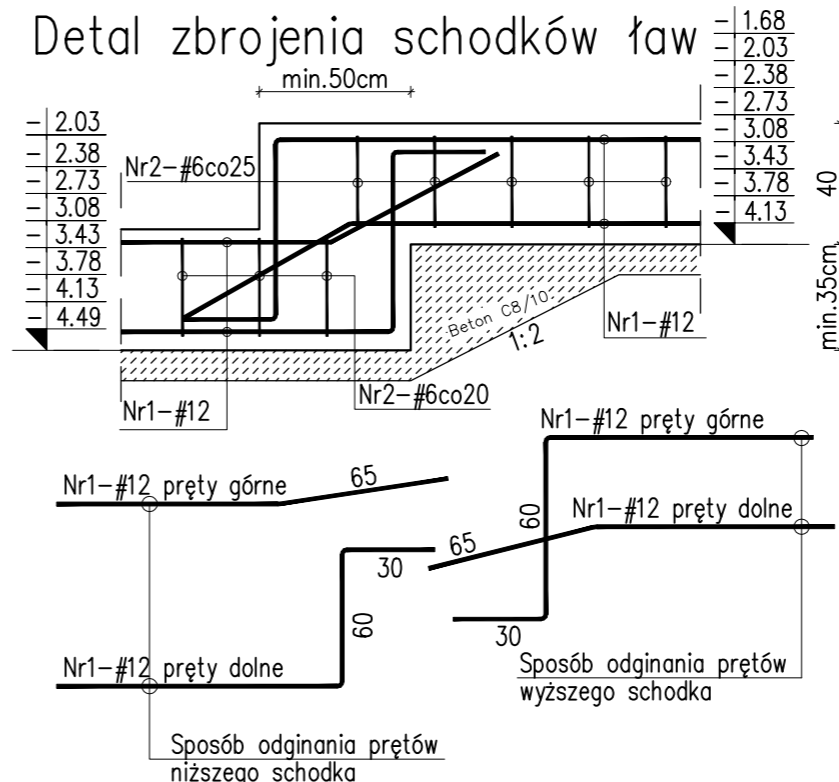 Detal zbrojenia schodków ław
min.50cm
- 1.68
- 2.03
- 2.38
- 2.73
- 3.08
- 3.43
- 3.78
- 4.13
- 2.03
- 2.38
- 2.73
- 3.08
- 3.43
- 3.78
- 4.13
- 4.49
Nr2-#6co25
40
min.35cm
Beton C8/10
1:2
Nr1-#12
Nr1-#12
Nr2-#6co20
Nr1-#12 pręty górne
65
Nr1-#12 pręty górne
60
Nr1-#12 pręty dolne
65
30
60
30
Nr1-#12 pręty dolne
Sposób odginania prętów
wyższego schodka
Sposób odginania prętów
niższego schodka